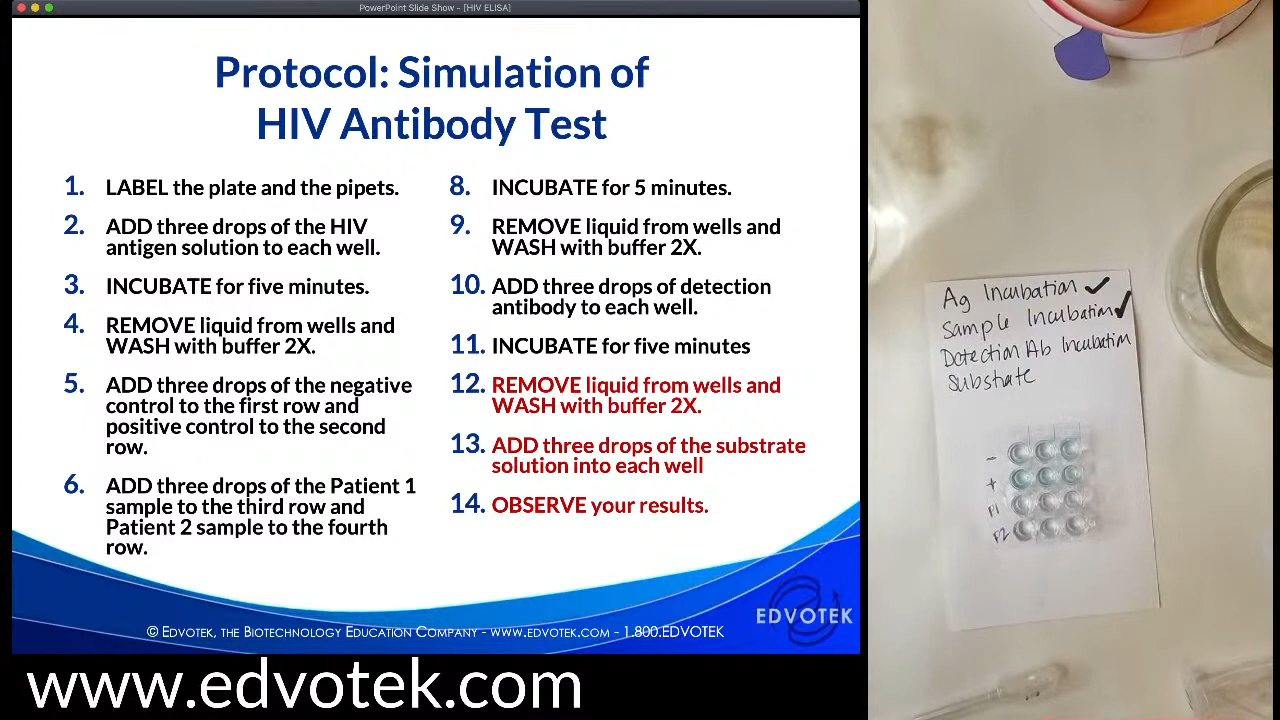 PowerPoint Slide Show - [HIV ELISA]
Protocol: Simulation of
HIV Antibody Test
1. LABEL the plate and the pipets.
2. ADD three drops of the HIV
antigen solution to each well.
3. INCUBATE for five minutes.
4. REMOVE liquid from wells and
WASH with buffer 2X.
5. ADD three drops of the negative
control to the first row and
positive control to the second
row.
6. ADD three drops of the Patient 1
sample to the third row and
Patient 2 sample to the fourth
row.
8. INCUBATE for 5 minutes.
9. REMOVE liquid from wells and
WASH with buffer 2X.
10. ADD three drops of detection
antibody to each well.
11. INCUBATE for five minutes
12. REMOVE liquid from wells and
WASH with buffer 2X.
13. ADD three drops of the substrate
solution into each well
14. OBSERVE your results.
EDVOTEK
© EDVOTEK, THE BIOTECHNOLOGY EDUCATION COMPANY - WWW.EDVOTEK.COM - 1.800.EDVOTEK
www.edvotek.com
Ag Incubation ✓
Sample Incubation ✓
Detection Ab Incubation
Substrate
-
+
P1
P2